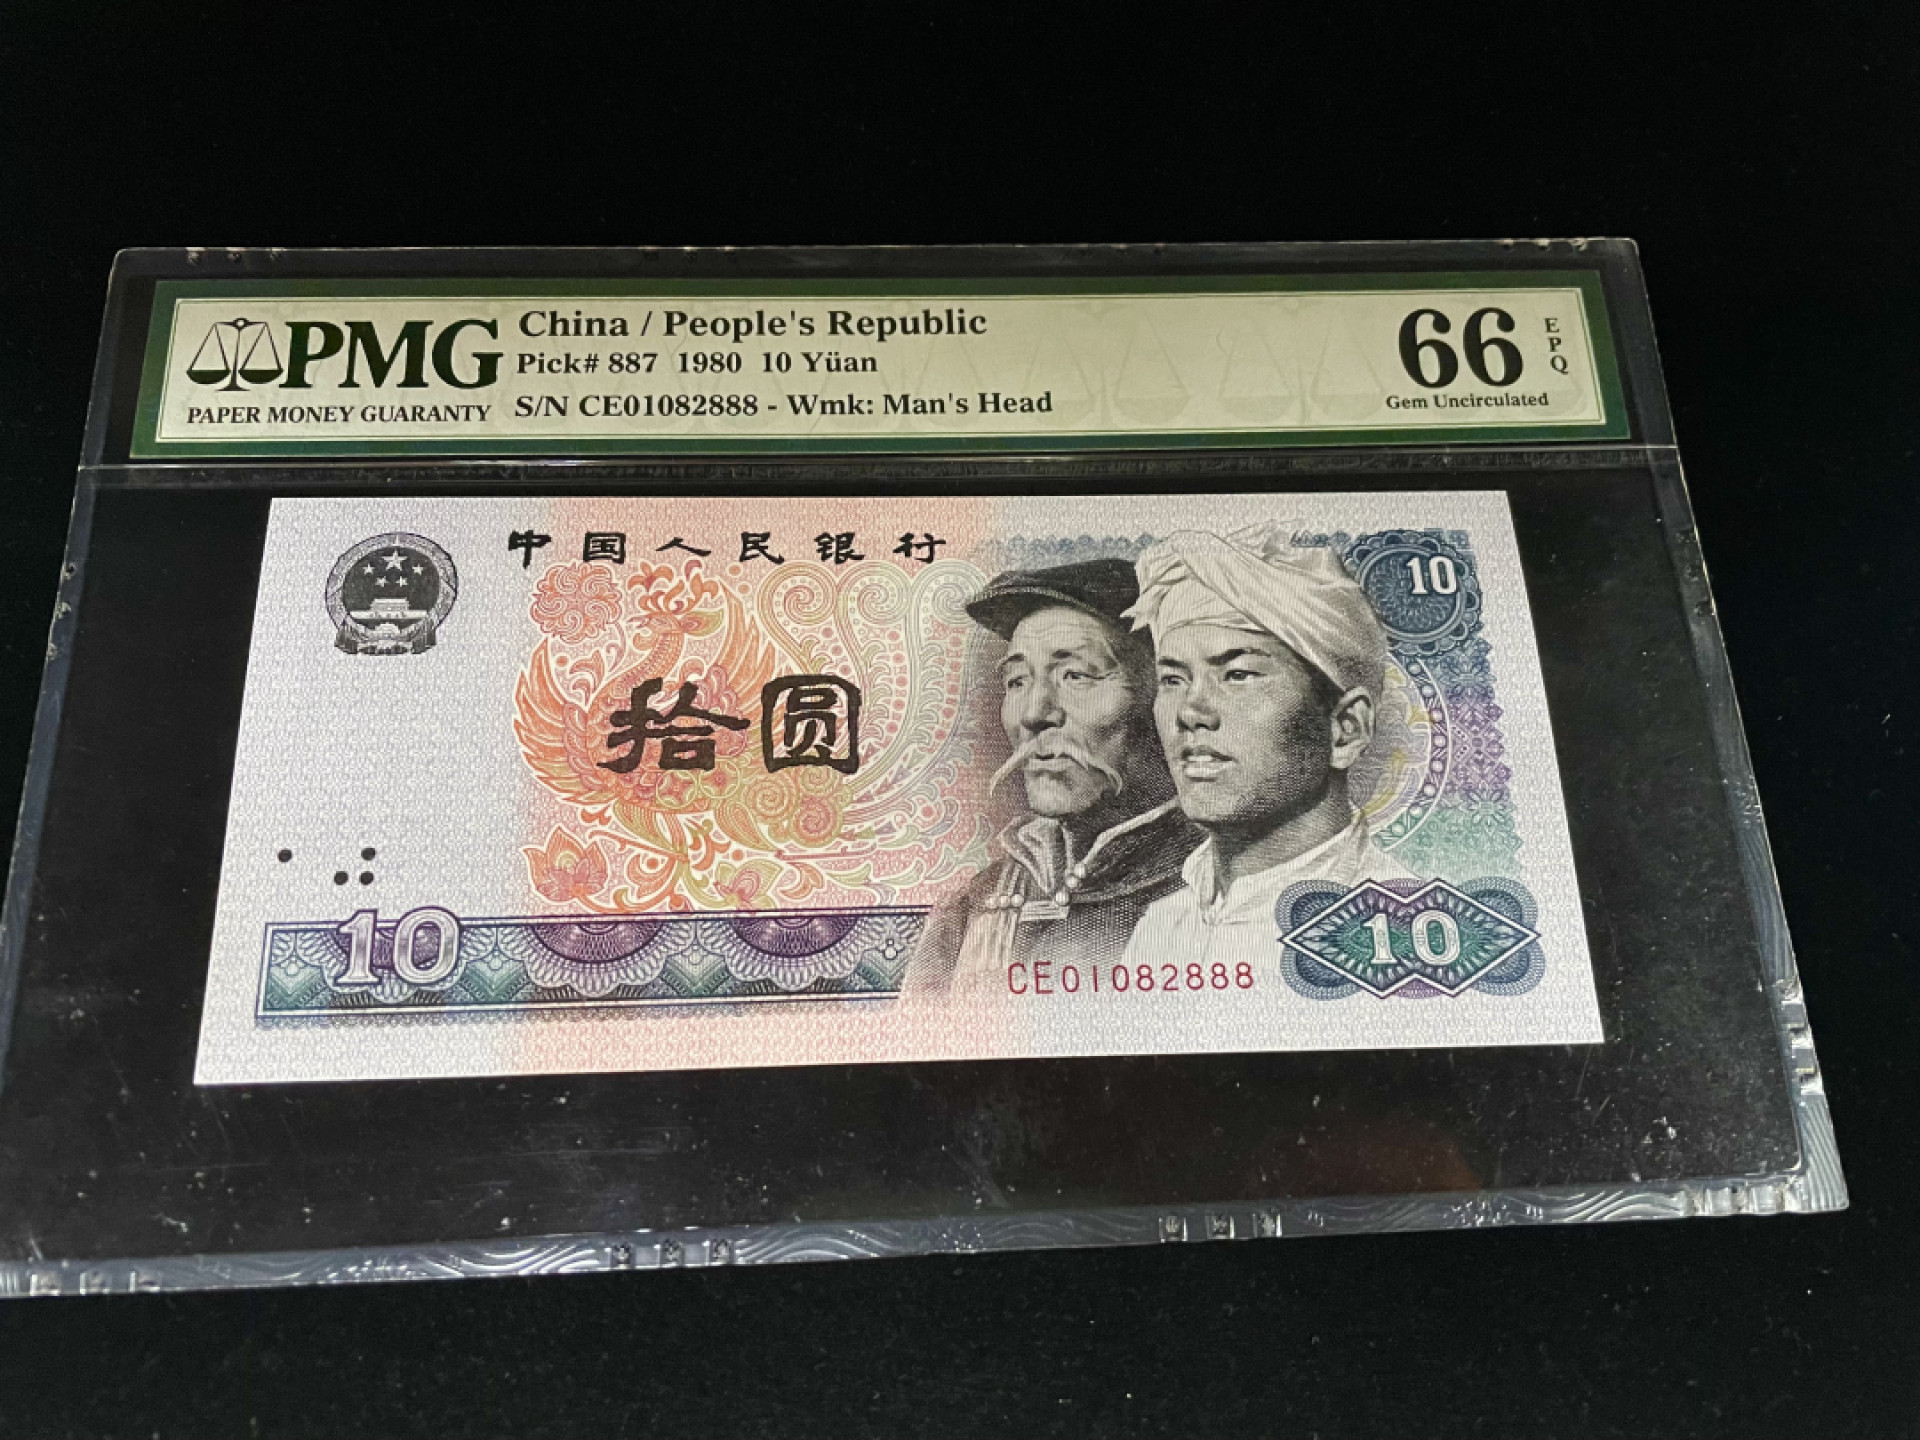 PMG
PAPER MONEY GUARANTY
China / People's Republic
Pick# 887 1980 10 Yüan
S/N CE01082888 - Wmk: Man's Head
66
EPQ
Gem Uncirculated
中国人民银行
10
拾圆
10
10
CE01082888